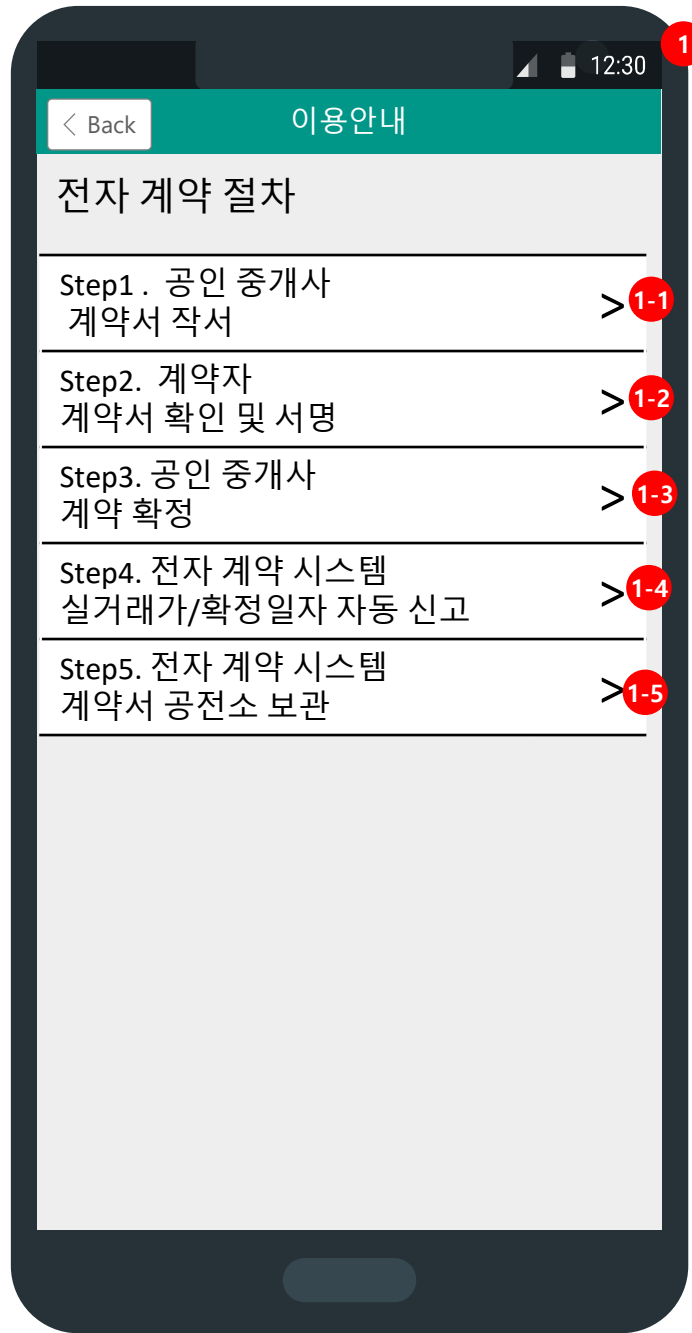 1
12:30
< Back
이용안내
전자 계약 절차
Step1 . 공인 중개사
계약서 작서
> 1-1
Step2. 계약자
계약서 확인 및 서명
> 1-2
Step3. 공인 중개사
계약 확정
> 1-3
Step4. 전자 계약 시스템
실거래가/확정일자 자동 신고
> 1-4
Step5. 전자 계약 시스템
계약서 공전소 보관
> 1-5